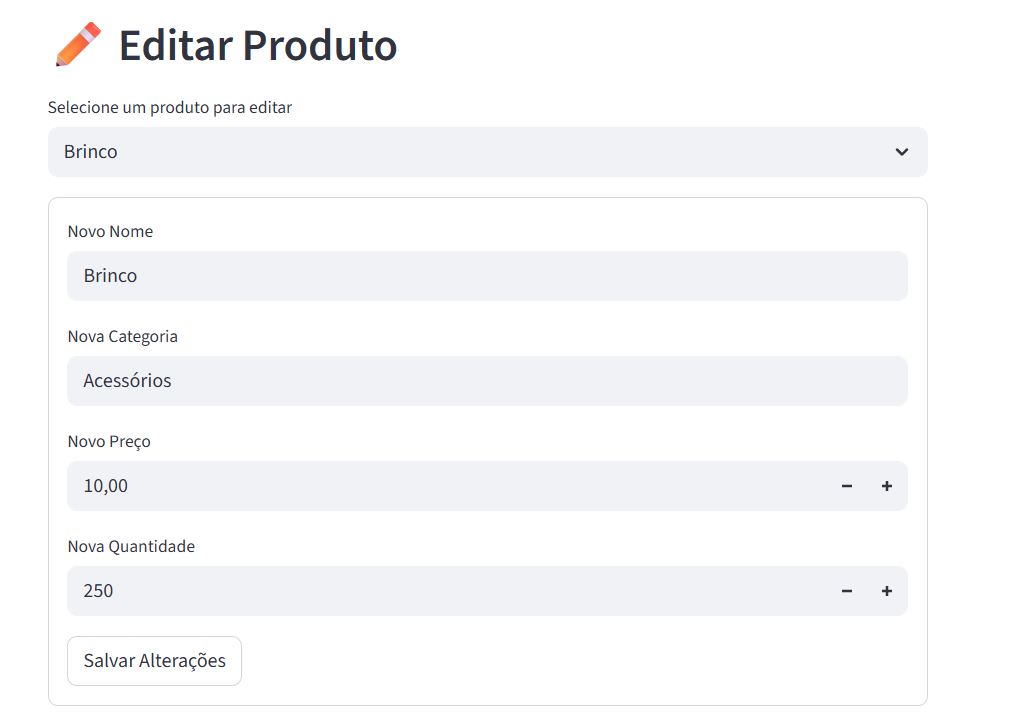 Editar Produto
Selecione um produto para editar
Brinco
Novo Nome
Brinco
Nova Categoria
Acessórios
Novo Preço
10,00
Nova Quantidade
250
Salvar Alterações